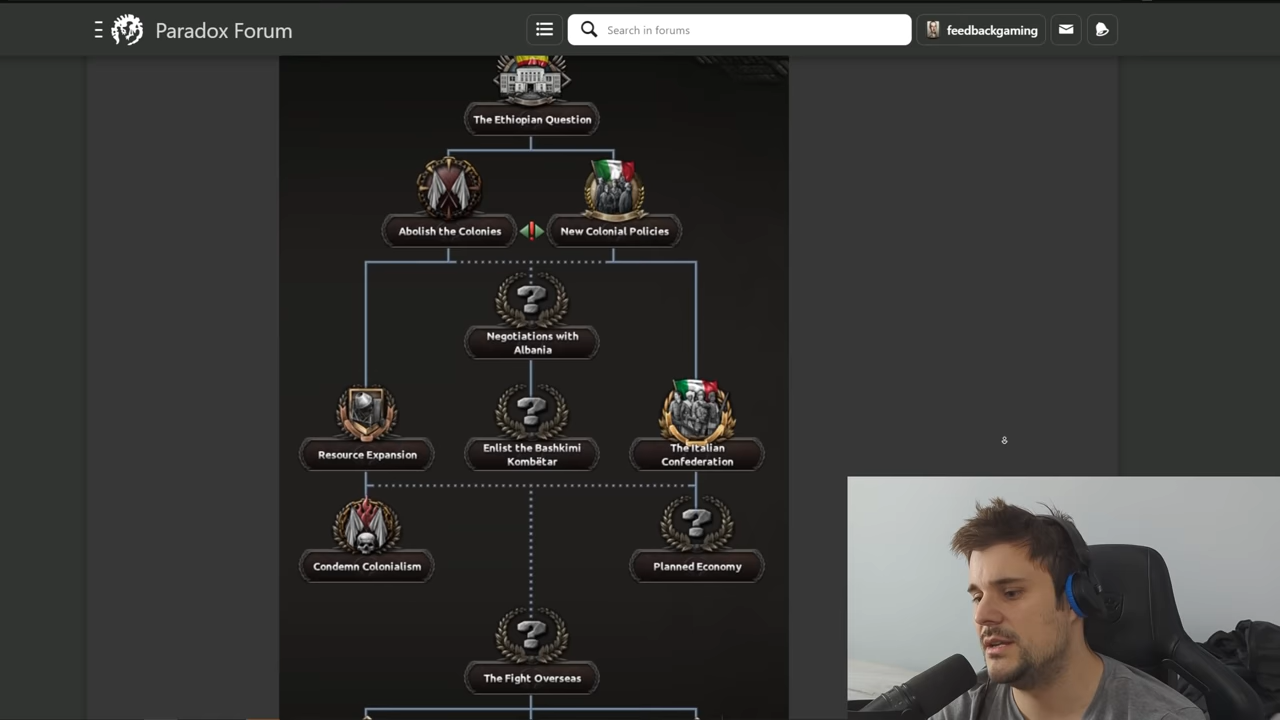 Paradox Forum
Search in forums
feedbackgaming
The Ethiopian Question
Abolish the Colonies
New Colonial Policies
Negotiations with
Albania
Resource Expansion
Enlist the Bashkimi
Kombëtar
The Italian
Confederation
Condemn Colonialism
Planned Economy
The Fight Overseas